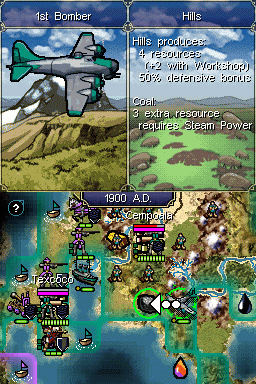 1st Bomber
Hills
Hills produces:
4 resources
(+2 with Workshop)
50% defensive bonus
Coal:
3 extra resource
requires Steam Power
1900 A.D.
?
Cempoala
Texcoco